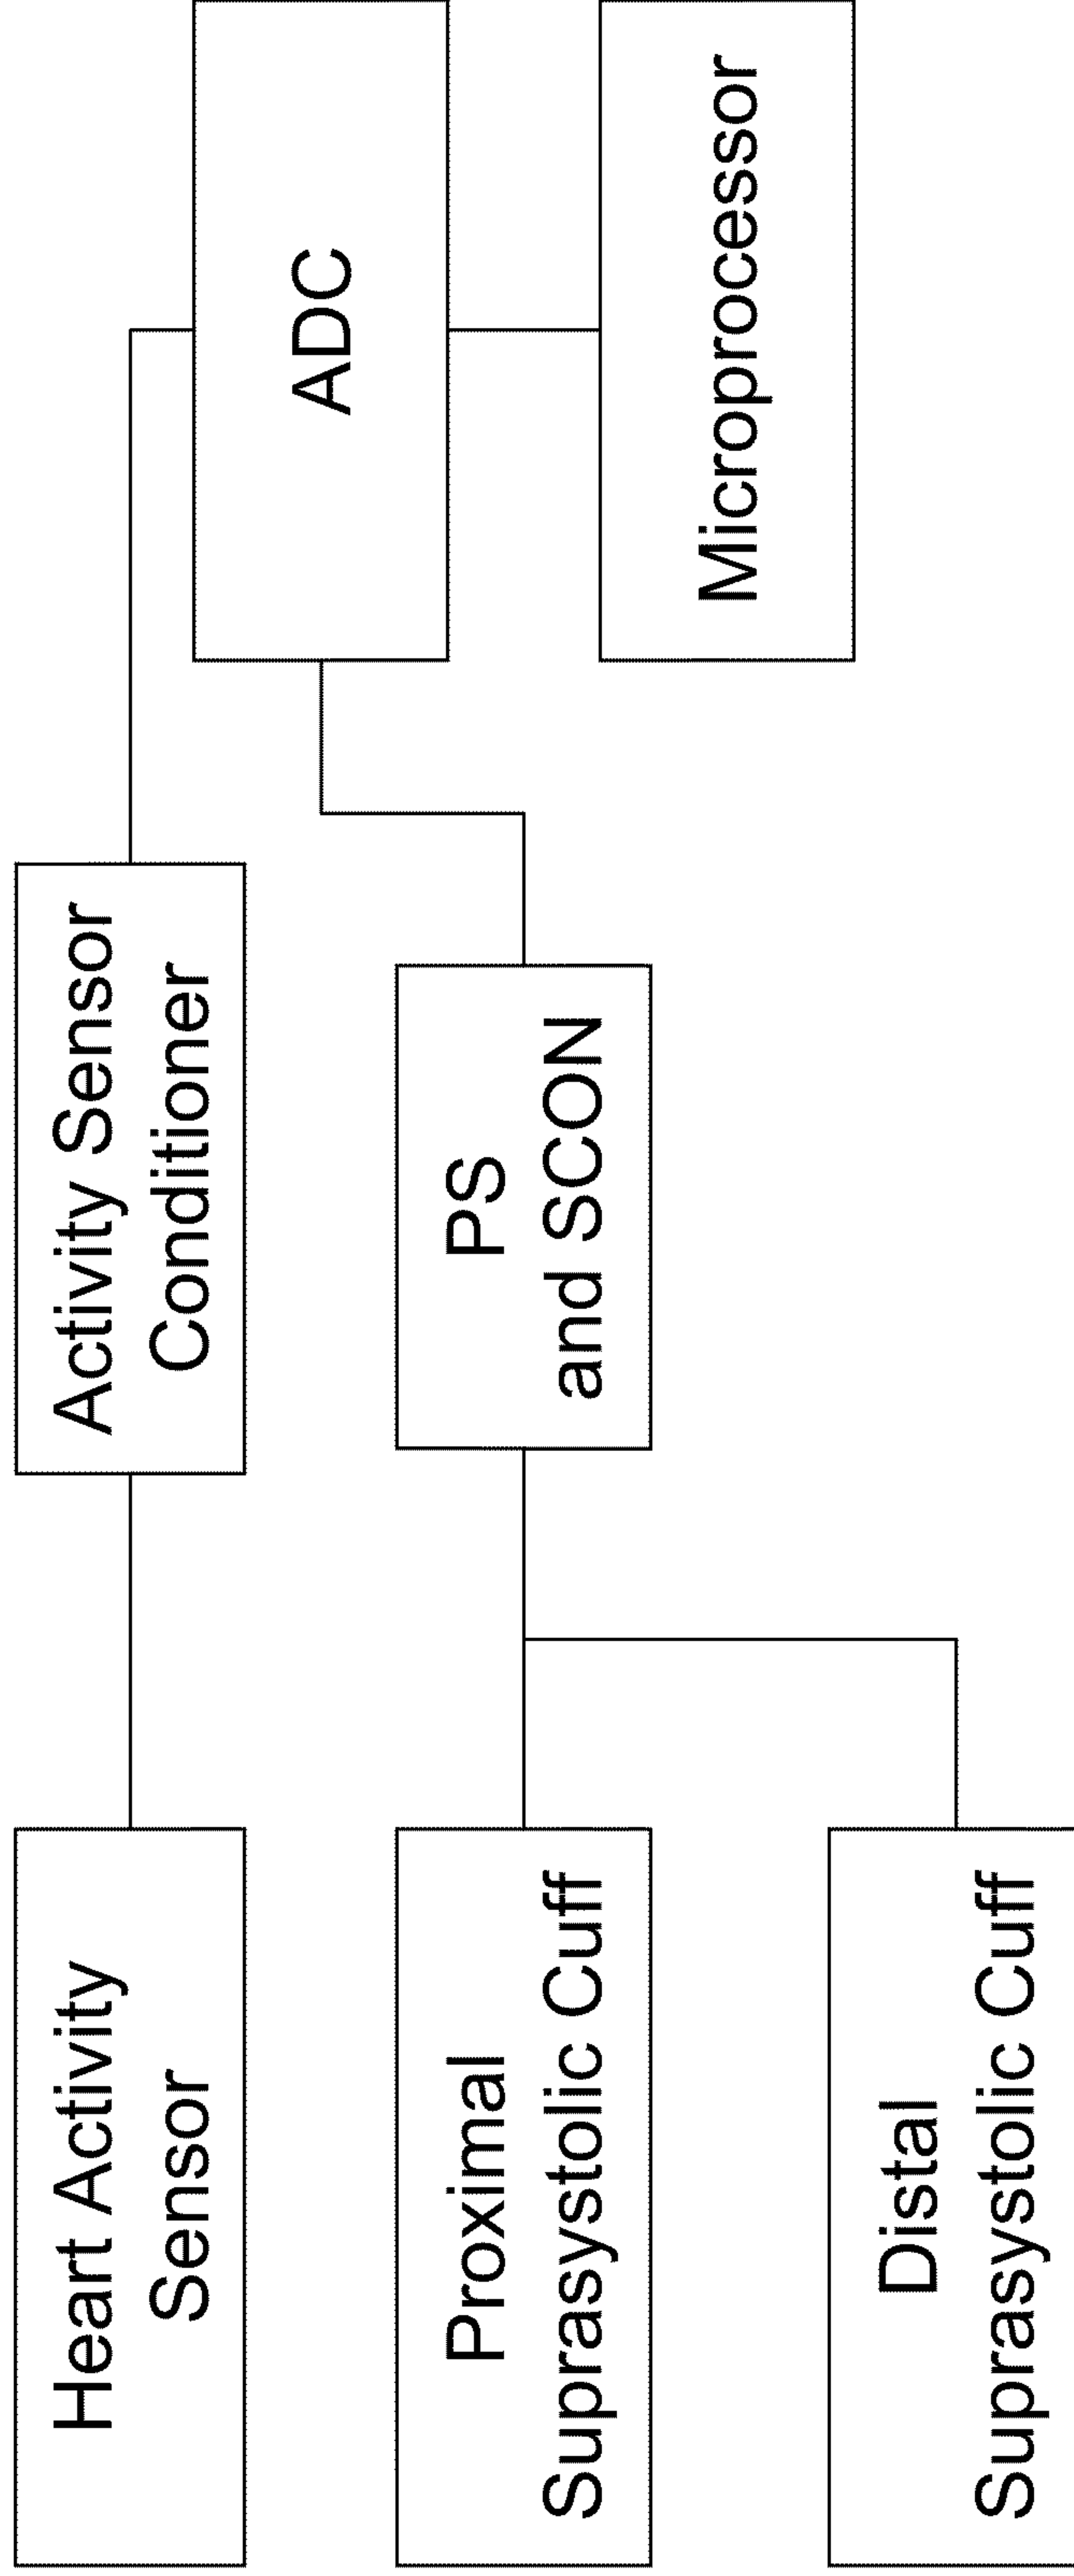 Heart Activity
Sensor
Activity Sensor
Conditioner
ADC
Proximal
Suprasystolic Cuff
PS
and SCON
Microprocessor
Distal
Suprasystolic Cuff